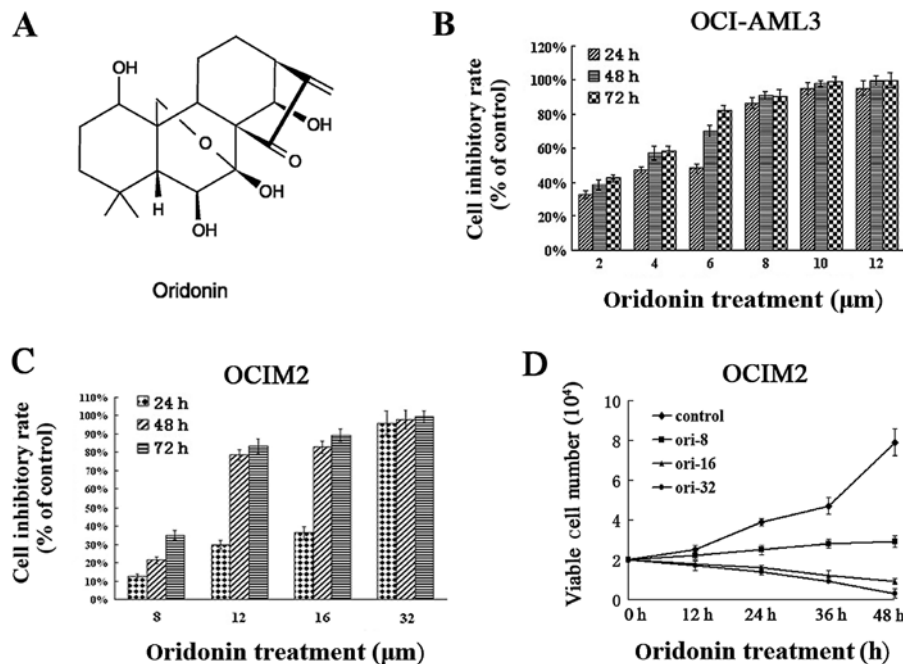 A
OH
O
OH
O
OH
H
OH
Oridonin
B
OCI-AML3
Cell inhibitory rate
(% of control)
120%
100%
80%
60%
40%
20%
0%
24 h
48 h
72 h
2 4 6 8 10 12
Oridonin treatment (μm)
C
OCIM2
Cell inhibitory rate
(% of control)
110%
100%
90%
80%
70%
60%
50%
40%
30%
20%
10%
0%
24 h
48 h
72 h
8 12 16 32
Oridonin treatment (μm)
D
OCIM2
Viable cell number (10⁴)
10
8
6
4
2
0
control
ori-8
ori-16
ori-32
0 h 12 h 24 h 36 h 48 h
Oridonin treatment (h)